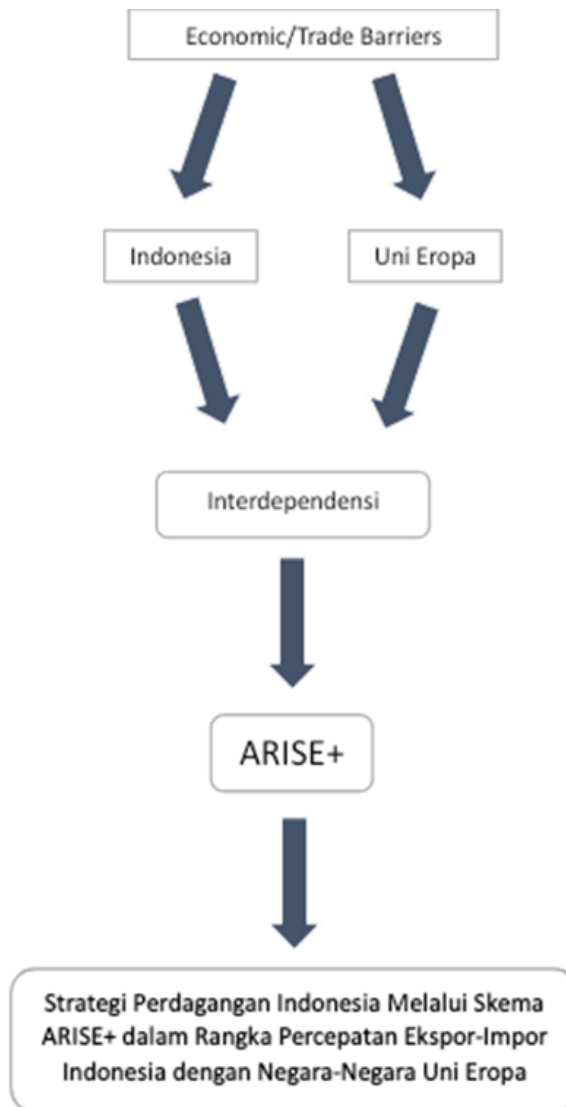 Economic/Trade Barriers
Indonesia
Uni Eropa
Interdependensi
ARISE+
Strategi Perdagangan Indonesia Melalui Skema
ARISE+ dalam Rangka Percepatan Ekspor-Impor
Indonesia dengan Negara-Negara Uni Eropa